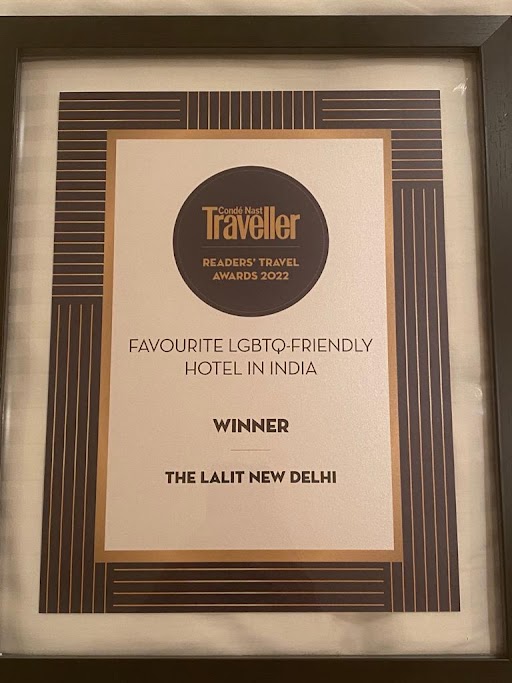 Condé Nast
Traveller
READERS' TRAVEL
AWARDS 2022
FAVOURITE LGBTQ-FRIENDLY
HOTEL IN INDIA
WINNER
THE LALIT NEW DELHI